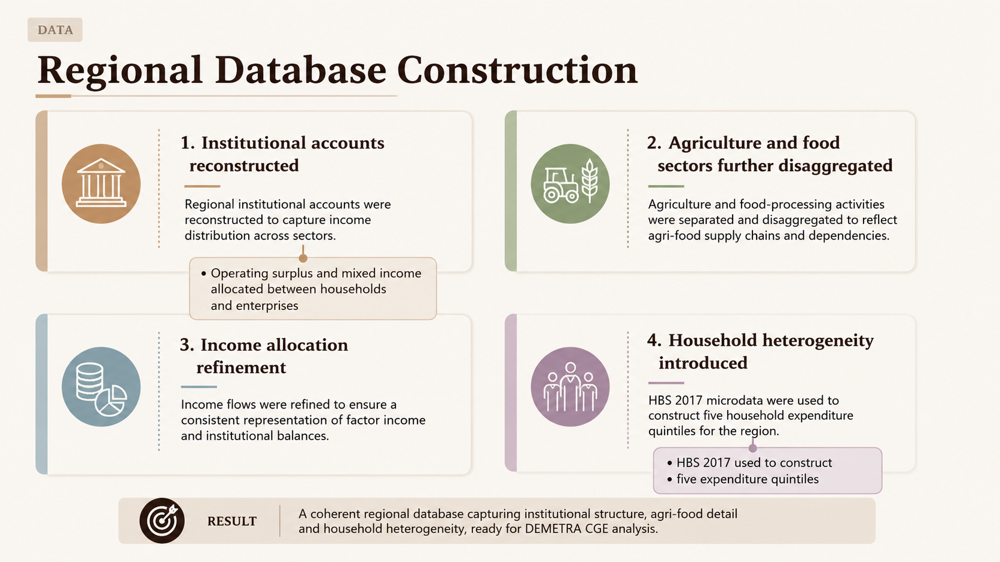 DATA
Regional Database Construction
1. Institutional accounts
reconstructed
Regional institutional accounts were
reconstructed to capture income
distribution across sectors.
• Operating surplus and mixed income
allocated between households
and enterprises
2. Agriculture and food
sectors further disaggregated
Agriculture and food-processing activities
were separated and disaggregated to reflect
agri-food supply chains and dependencies.
3. Income allocation
refinement
Income flows were refined to ensure a
consistent representation of factor income
and institutional balances.
4. Household heterogeneity
introduced
HBS 2017 microdata were used to
construct five household expenditure
quintiles for the region.
• HBS 2017 used to construct
• five expenditure quintiles
RESULT
A coherent regional database capturing institutional structure, agri-food detail
and household heterogeneity, ready for DEMETRA CGE analysis.